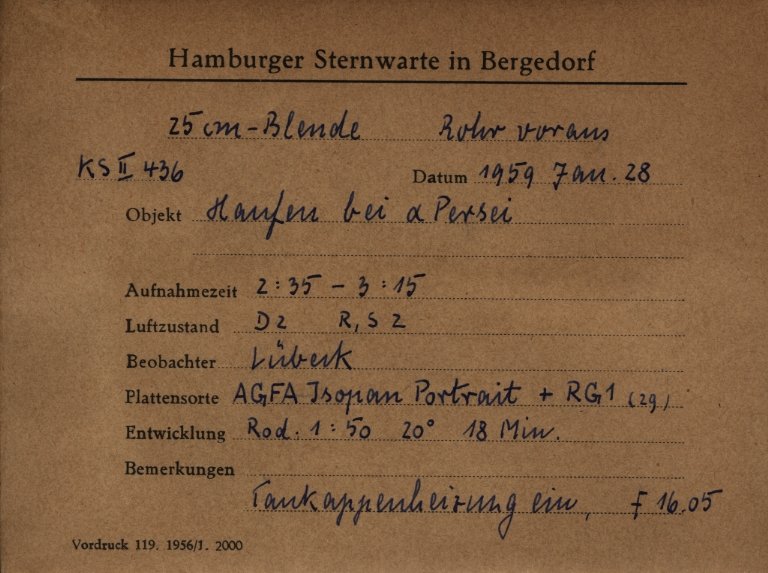 Hamburger Sternwarte in Bergedorf
25 cm-Blende Rohr voraus
KS II 436 Datum 1959 Jan. 28
Objekt Haufen bei α Persei
Aufnahmezeit 2:35 – 3:15
Luftzustand D2 R, S 2
Beobachter Lübeck
Plattensorte AGFA Isopan Portrait + RG1 (2g)
Entwicklung Rod. 1:50 20° 18 Min.
Bemerkungen
Taukappenheizung ein, F 16.05
Vordruck 119. 1956/1. 2000